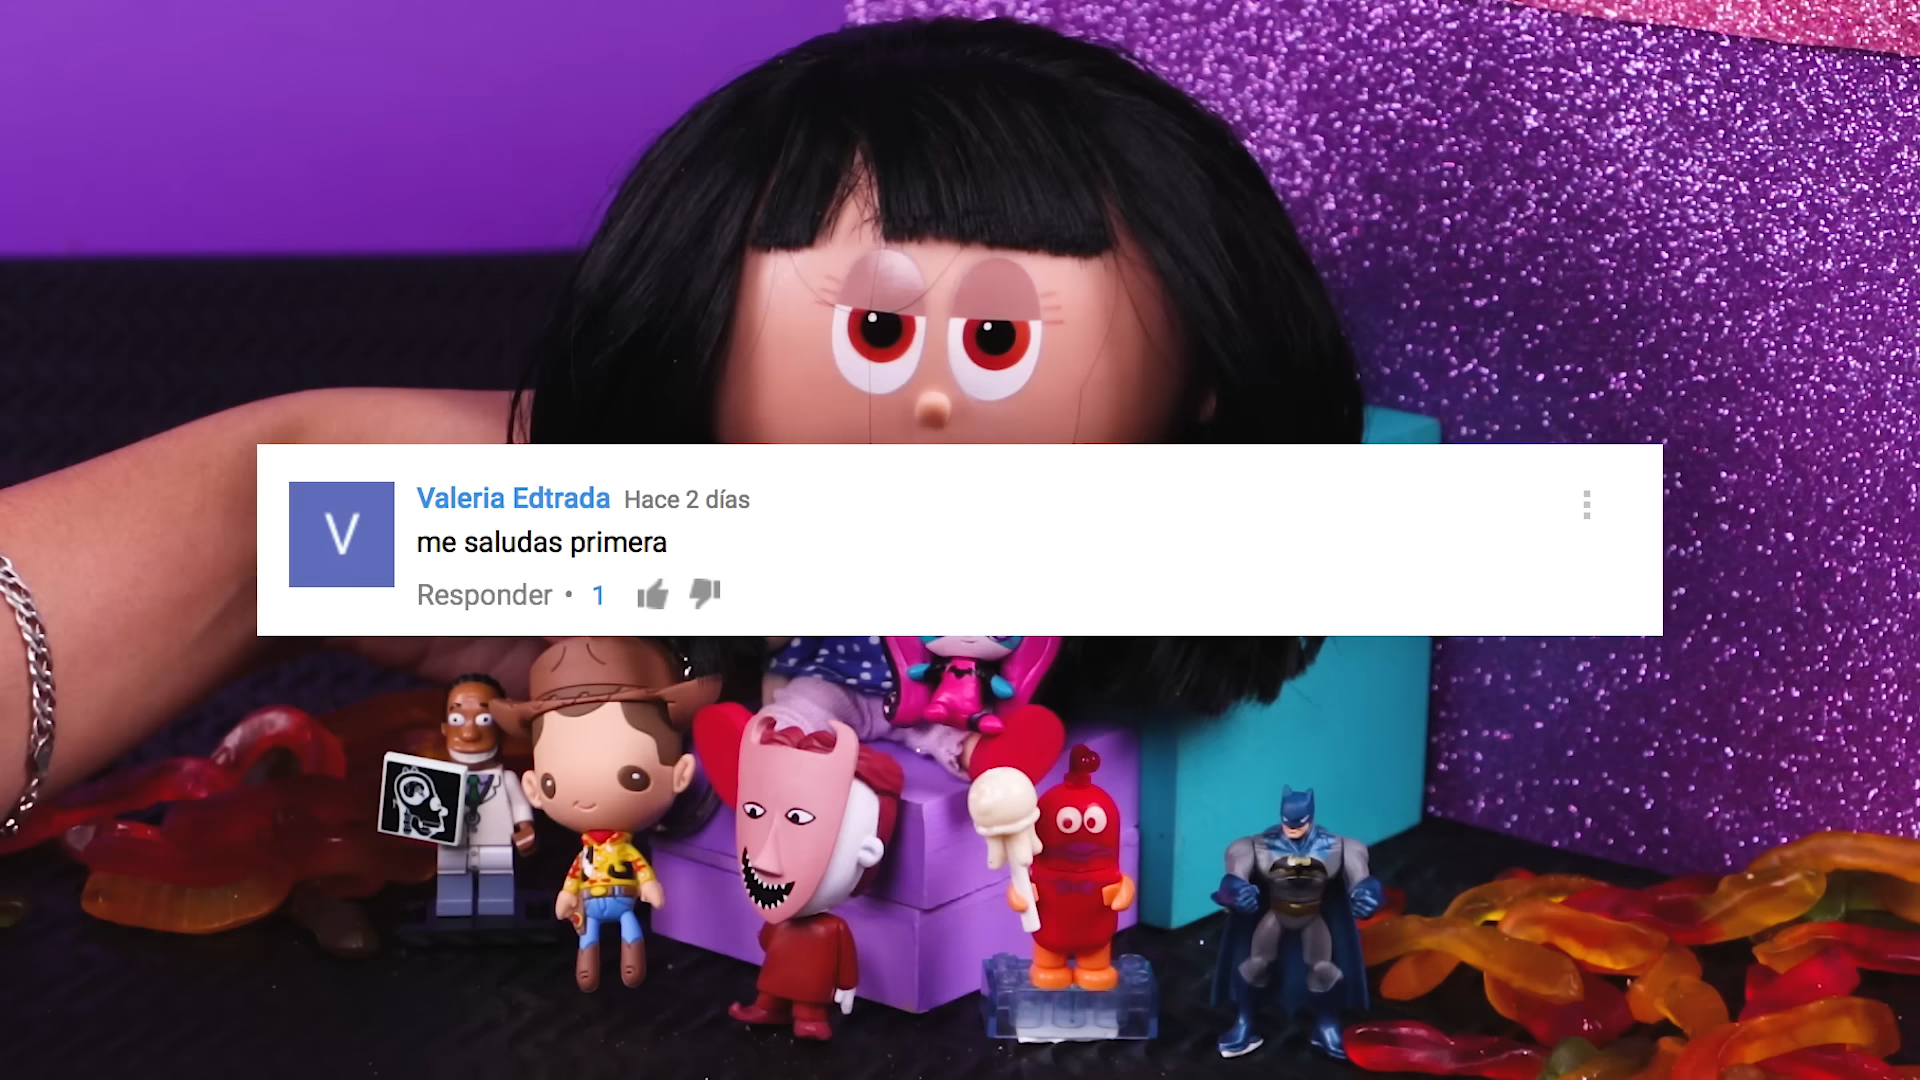 V
Valeria Edtrada Hace 2 días
me saludas primera
Responder • 1